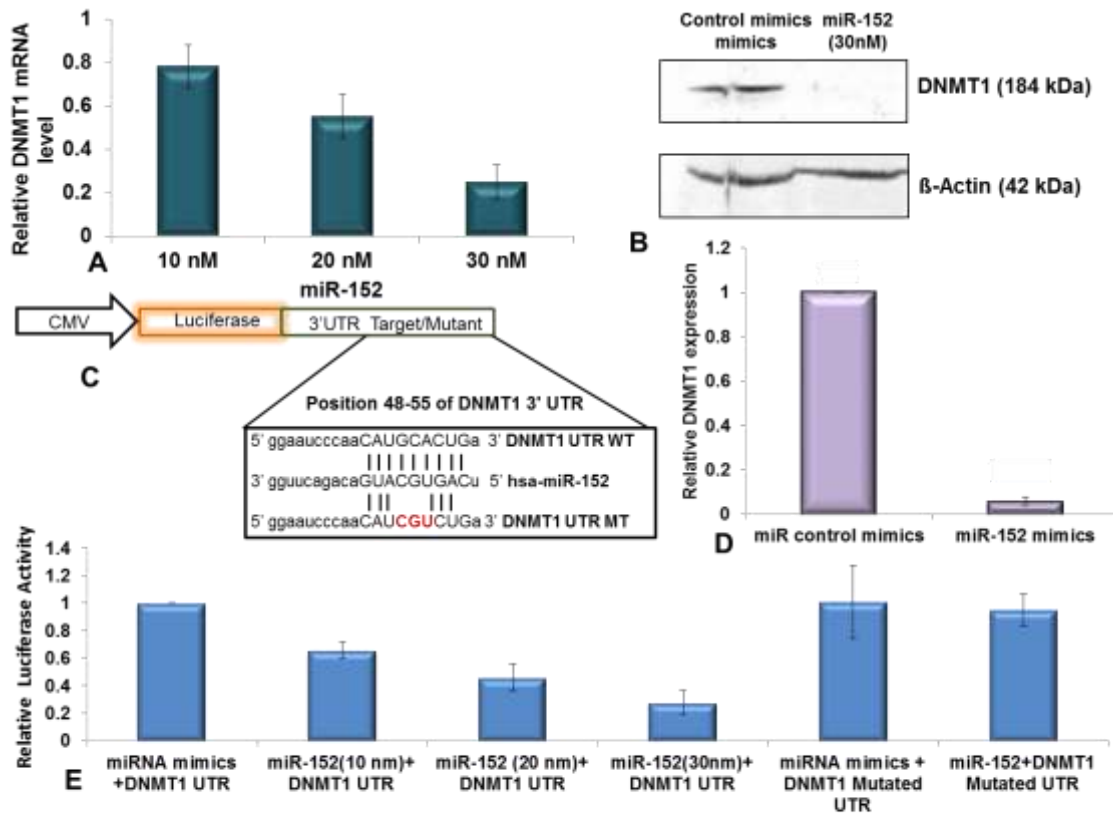 Relative DNMT1 mRNA
level
1
0.8
0.6
0.4
0.2
0
A
10 nM
20 nM
30 nM
miR-152
Control mimics
mimics
miR-152
(30nM)
DNMT1 (184 kDa)
ß-Actin (42 kDa)
B
CMV
Luciferase
3'UTR Target/Mutant
C
Position 48-55 of DNMT1 3' UTR
5' ggaaucccaaCAUGCACUGa 3' DNMT1 UTR WT
3' gguucagacaGUACGUGACu 5' hsa-miR-152
5' ggaaucccaaCAUCGUCUGa 3' DNMT1 UTR MT
Relative DNMT1 expression
1.2
1
0.8
0.6
0.4
0.2
0
D
miR control mimics
miR-152 mimics
Relative Luciferase Activity
1.4
1.2
1
0.8
0.6
0.4
0.2
0
E
miRNA mimics
+DNMT1 UTR
miR-152(10 nm)+
DNMT1 UTR
miR-152 (20 nm)+
DNMT1 UTR
miR-152(30nm)+
DNMT1 UTR
miRNA mimics +
DNMT1 Mutated
UTR
miR-152+DNMT1
Mutated UTR